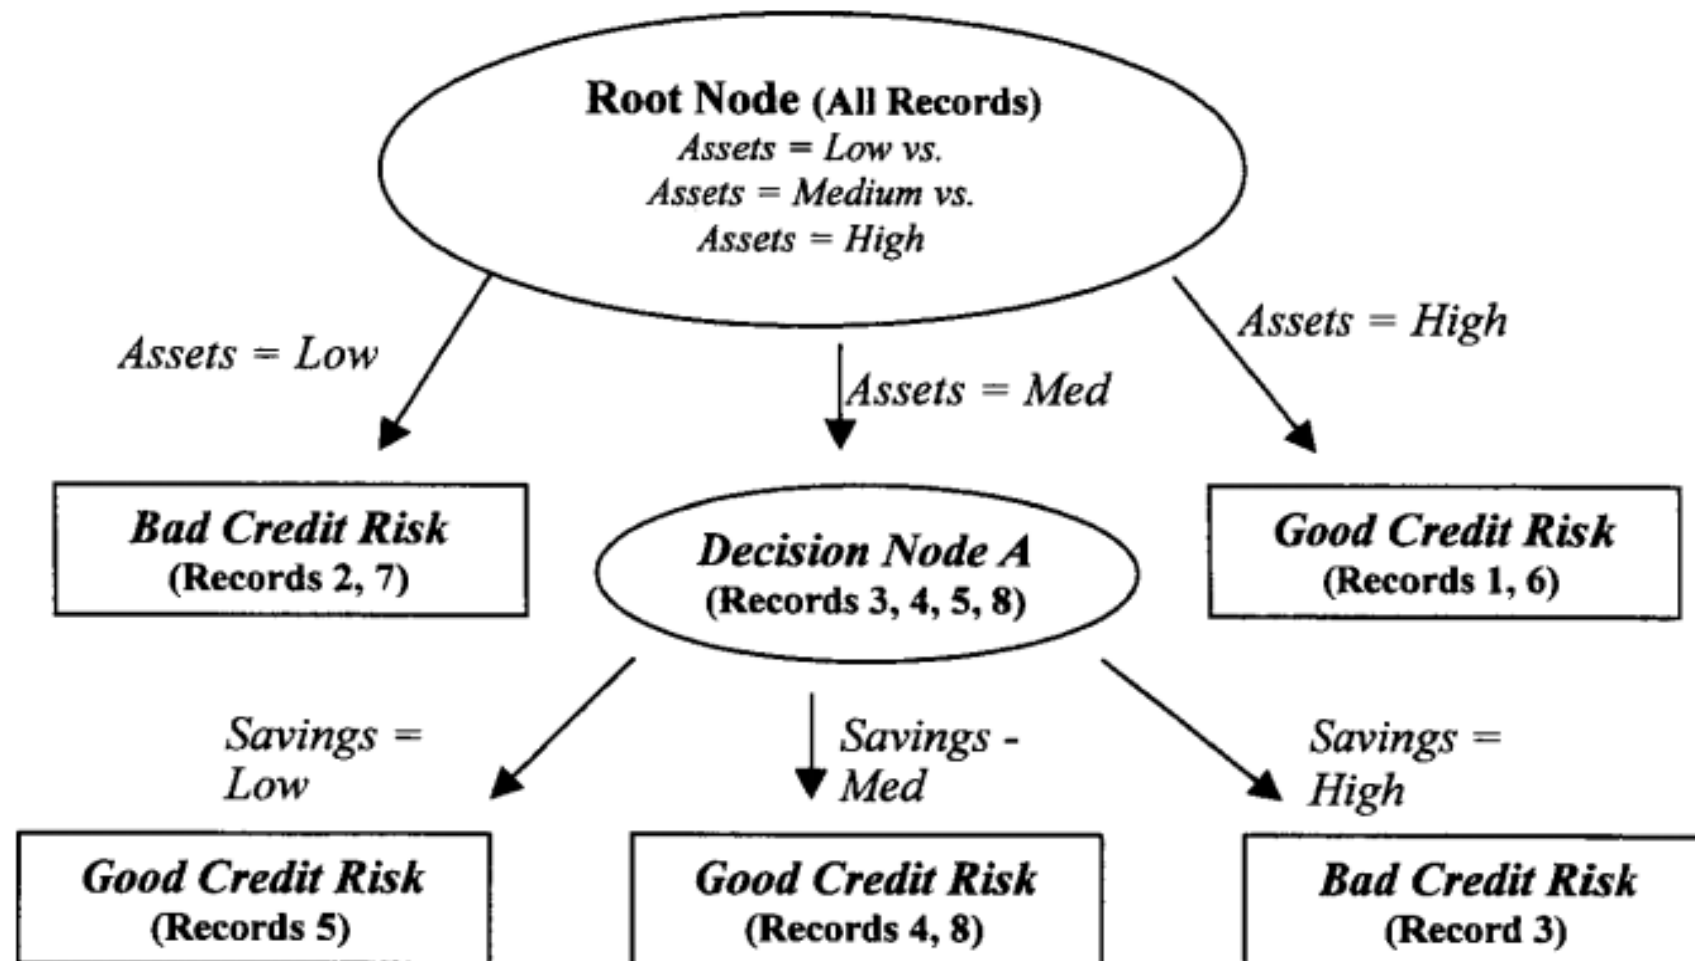 Root Node (All Records)
Assets = Low vs.
Assets = Medium vs.
Assets = High
Assets = Low
Assets = Med
Assets = High
Bad Credit Risk
(Records 2, 7)
Decision Node A
(Records 3, 4, 5, 8)
Good Credit Risk
(Records 1, 6)
Savings =
Low
Savings -
Med
Savings =
High
Good Credit Risk
(Records 5)
Good Credit Risk
(Records 4, 8)
Bad Credit Risk
(Record 3)